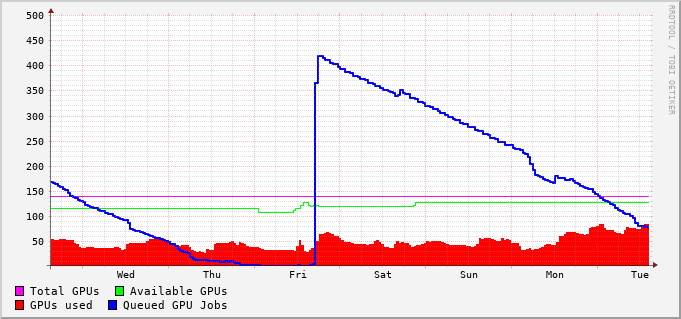 500
450
400
350
300
250
200
150
100
50
Wed Thu Fri Sat Sun Mon Tue
Total GPUs Available GPUs
GPUs used Queued GPU Jobs
RRDTOOL / TOBI OETIKER